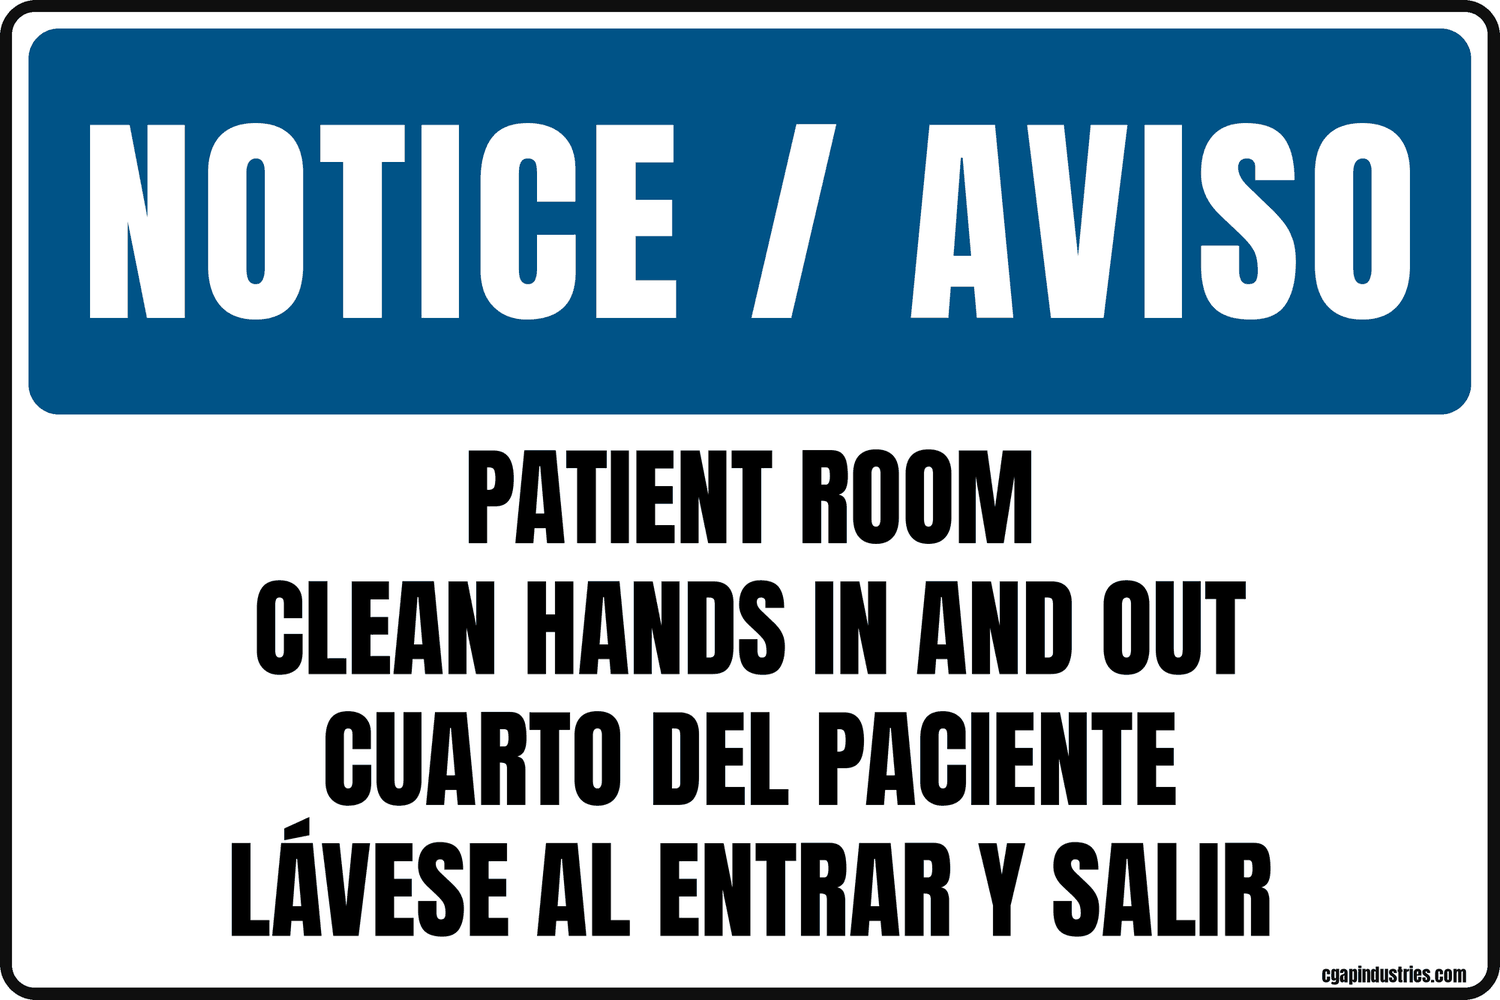 NOTICE / AVISO
PATIENT ROOM
CLEAN HANDS IN AND OUT
CUARTO DEL PACIENTE
LÁVESE AL ENTRAR Y SALIR
cgapindustries.com